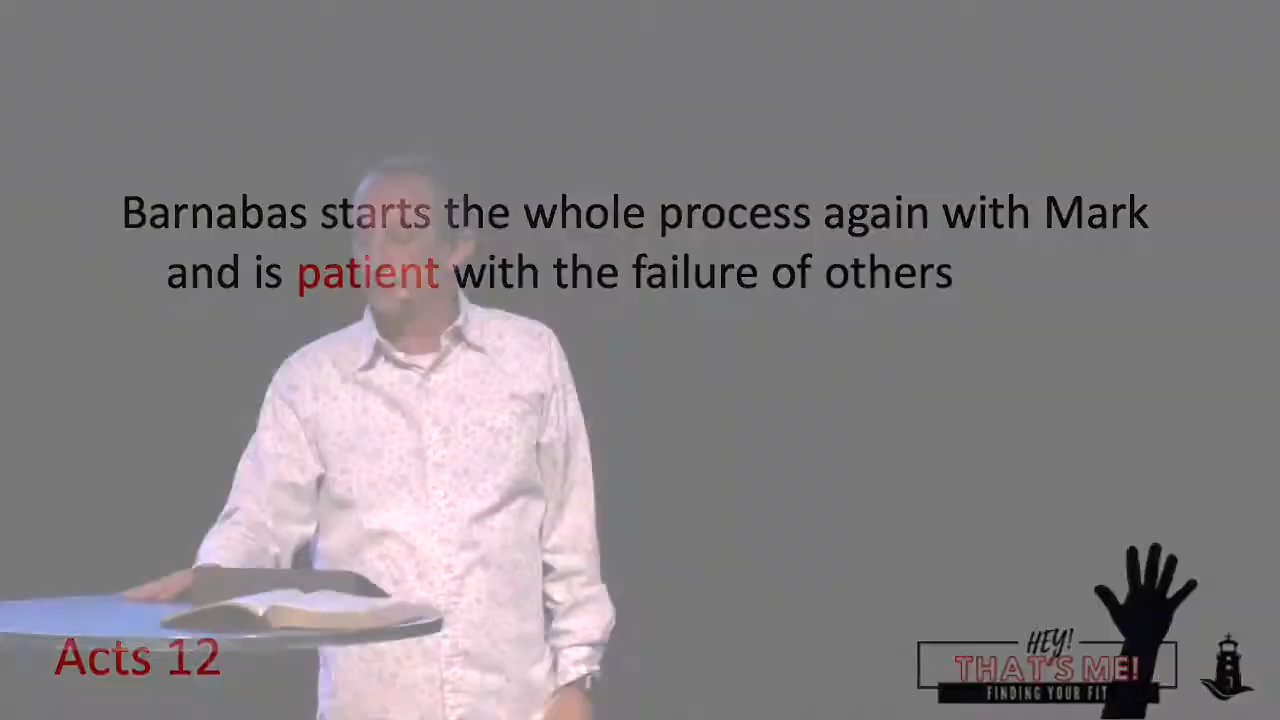 Barnabas starts the whole process again with Mark
and is patient with the failure of others
Acts 12
HEY!
THAT'S ME!
FINDING YOUR FIT